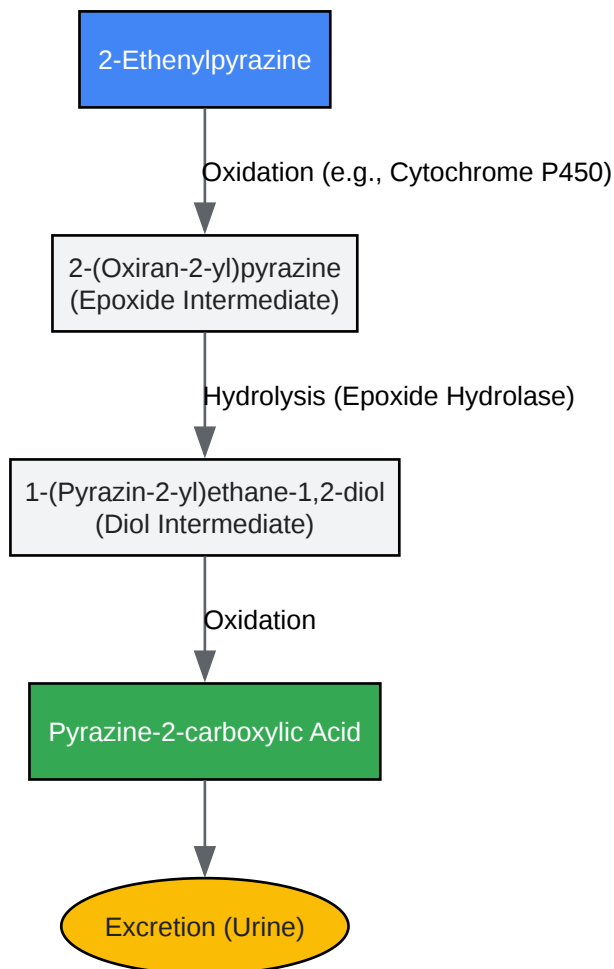 2-Ethenylpyrazine
Oxidation (e.g., Cytochrome P450)
2-(Oxiran-2-yl)pyrazine
(Epoxide Intermediate)
Hydrolysis (Epoxide Hydrolase)
1-(Pyrazin-2-yl)ethane-1,2-diol
(Diol Intermediate)
Oxidation
Pyrazine-2-carboxylic Acid
Excretion (Urine)